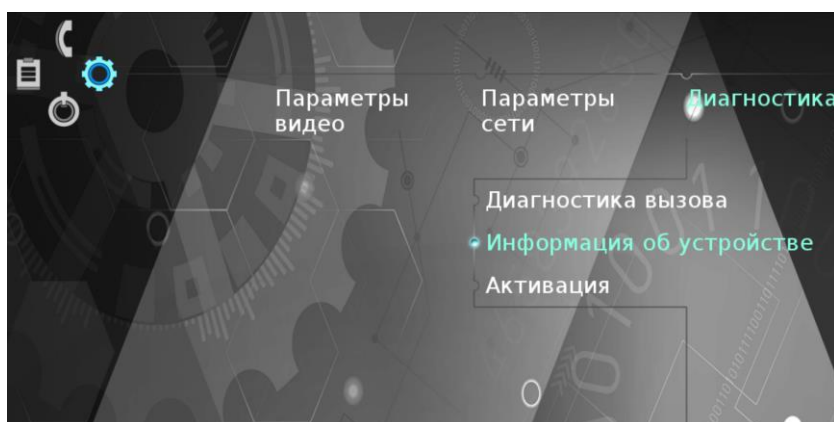 Параметры
видео
Параметры
сети
Диагностика
Диагностика вызова
Информация об устройстве
Активация